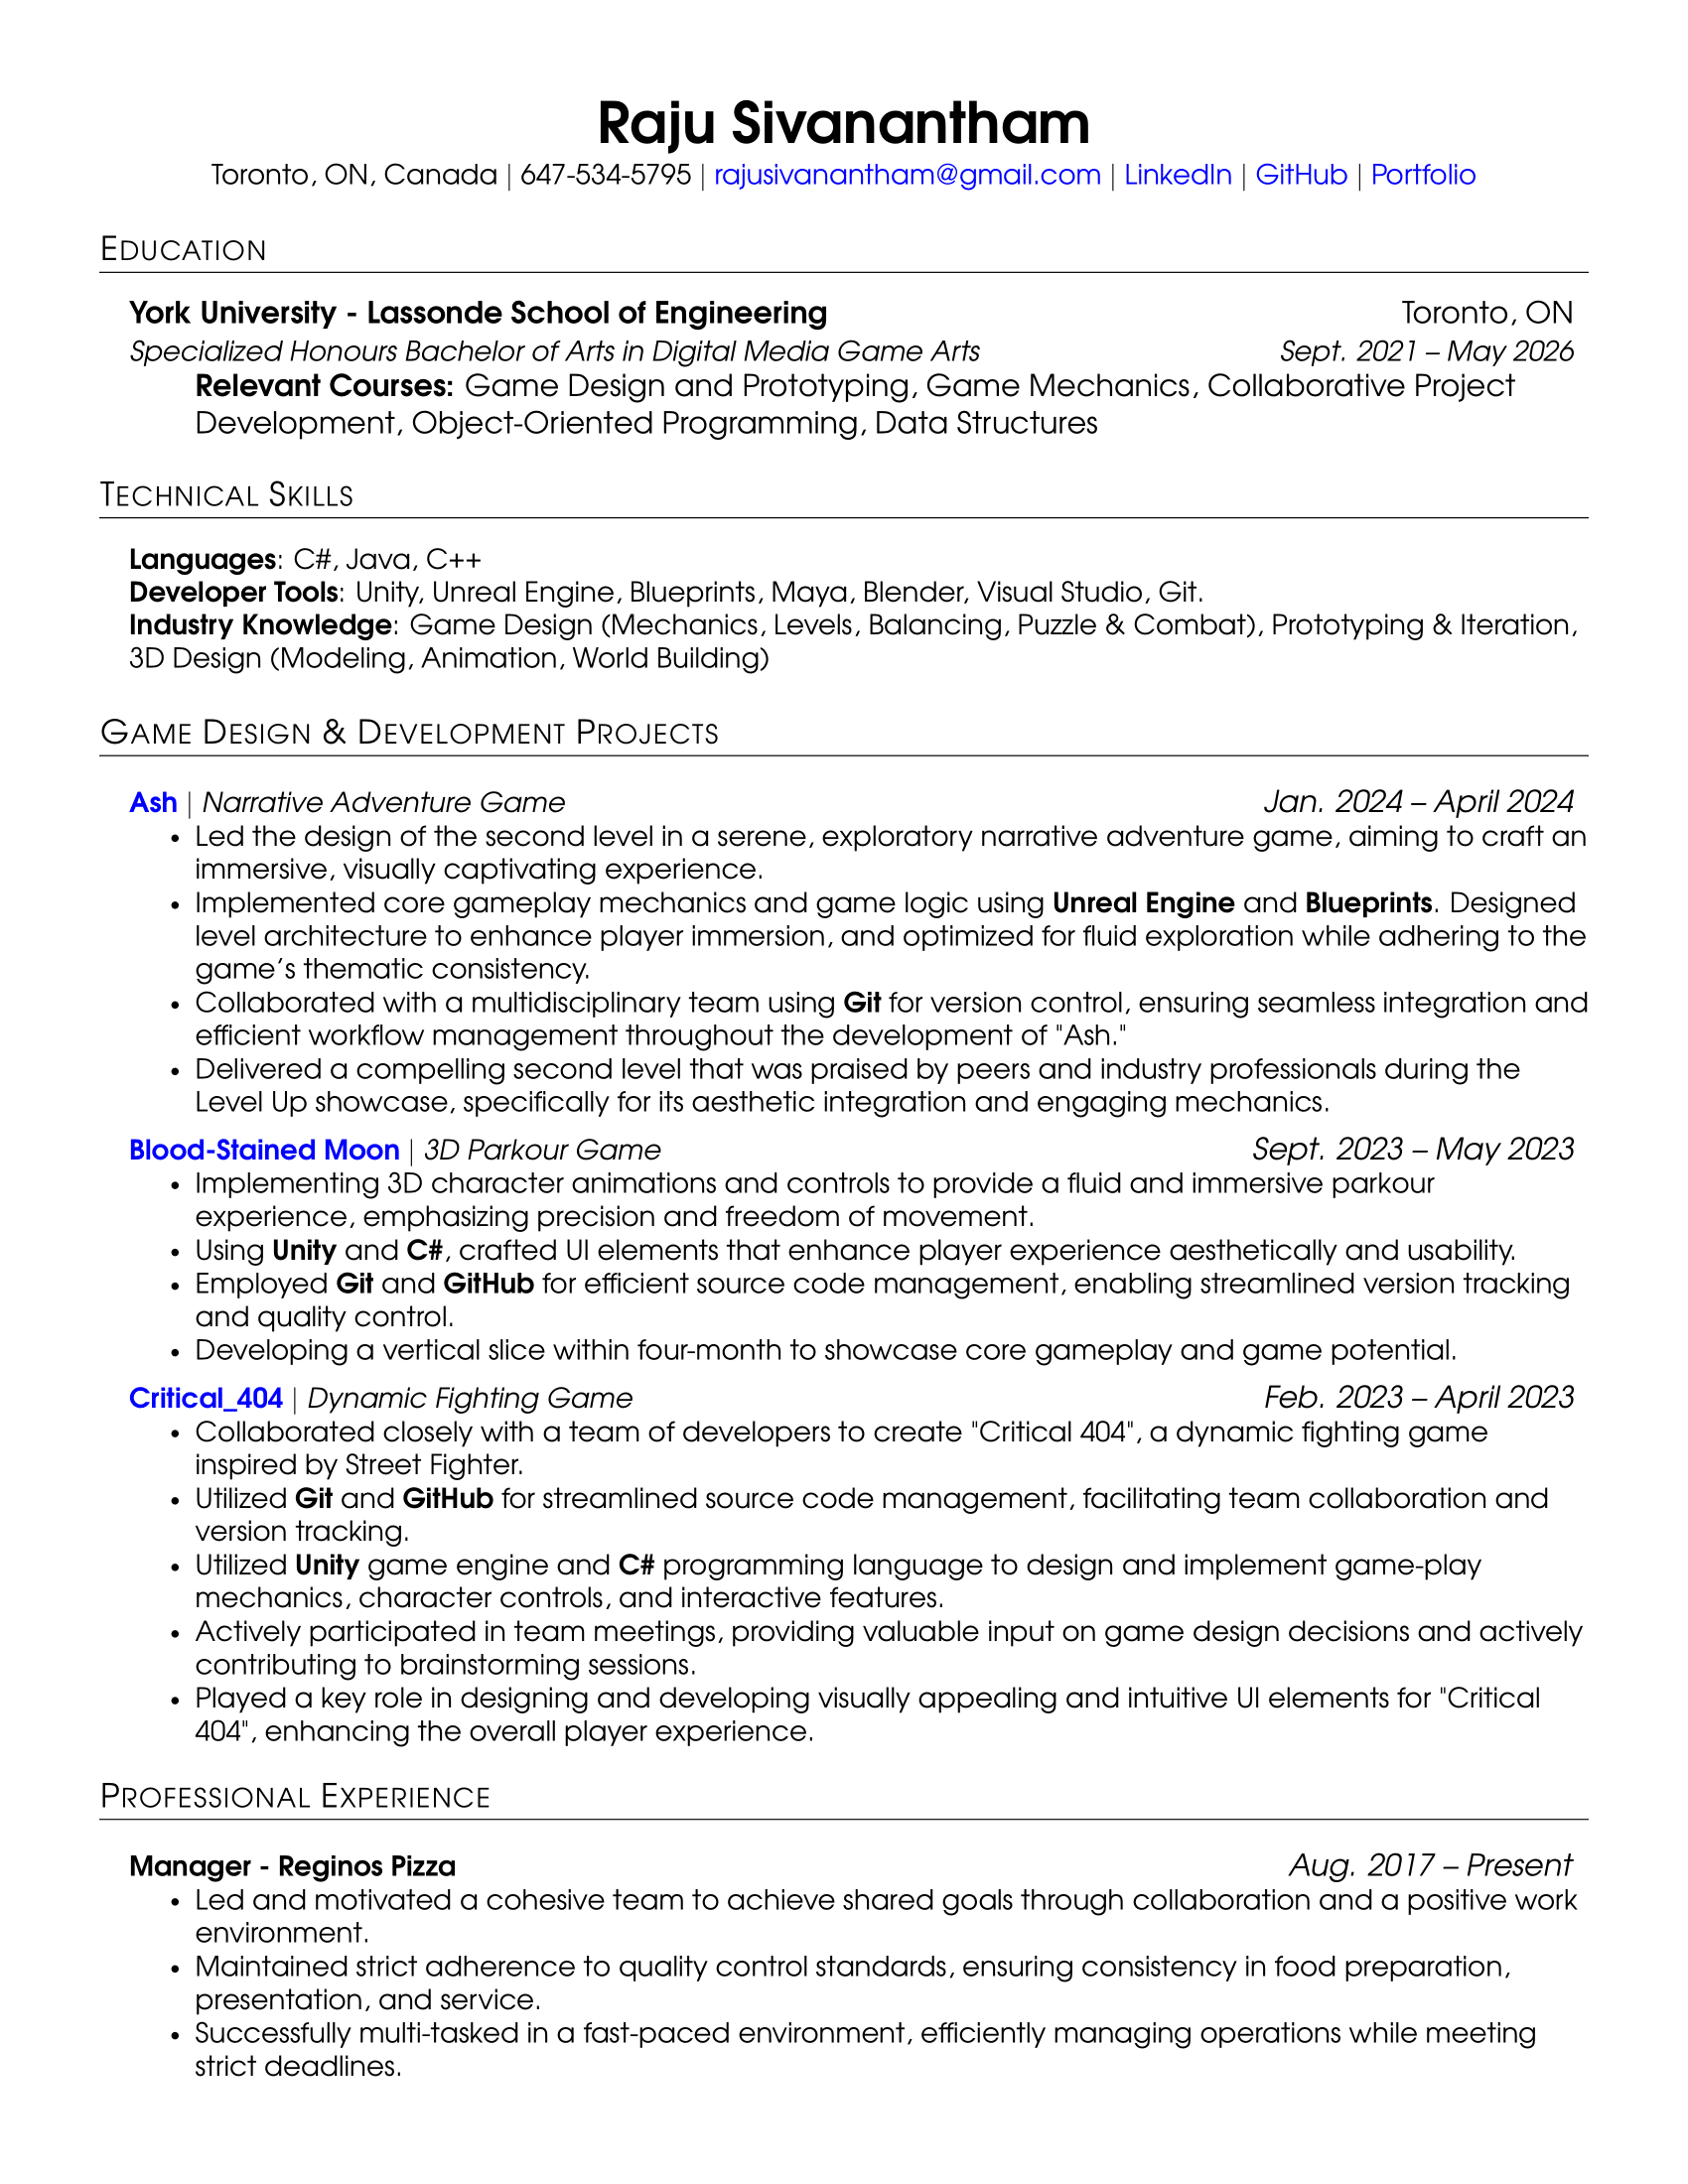 Raju Sivanantham
Toronto, ON, Canada | 647-534-5795 | rajusivanantham@gmail.com | LinkedIn | GitHub | Portfolio
EDUCATION
York University - Lassonde School of Engineering Toronto, ON
Specialized Honours Bachelor of Arts in Digital Media Game Arts Sept. 2021 – May 2026
Relevant Courses: Game Design and Prototyping, Game Mechanics, Collaborative Project
Development, Object-Oriented Programming, Data Structures
TECHNICAL SKILLS
Languages: C#, Java, C++
Developer Tools: Unity, Unreal Engine, Blueprints, Maya, Blender, Visual Studio, Git.
Industry Knowledge: Game Design (Mechanics, Levels, Balancing, Puzzle & Combat), Prototyping & Iteration,
3D Design (Modeling, Animation, World Building)
GAME DESIGN & DEVELOPMENT PROJECTS
Ash | Narrative Adventure Game Jan. 2024 – April 2024
• Led the design of the second level in a serene, exploratory narrative adventure game, aiming to craft an
immersive, visually captivating experience.
• Implemented core gameplay mechanics and game logic using Unreal Engine and Blueprints. Designed
level architecture to enhance player immersion, and optimized for fluid exploration while adhering to the
game's thematic consistency.
• Collaborated with a multidisciplinary team using Git for version control, ensuring seamless integration and
efficient workflow management throughout the development of "Ash."
• Delivered a compelling second level that was praised by peers and industry professionals during the
Level Up showcase, specifically for its aesthetic integration and engaging mechanics.
Blood-Stained Moon | 3D Parkour Game Sept. 2023 – May 2023
• Implementing 3D character animations and controls to provide a fluid and immersive parkour
experience, emphasizing precision and freedom of movement.
• Using Unity and C#, crafted UI elements that enhance player experience aesthetically and usability.
• Employed Git and GitHub for efficient source code management, enabling streamlined version tracking
and quality control.
• Developing a vertical slice within four-month to showcase core gameplay and game potential.
Critical_404 | Dynamic Fighting Game Feb. 2023 – April 2023
• Collaborated closely with a team of developers to create "Critical 404", a dynamic fighting game
inspired by Street Fighter.
• Utilized Git and GitHub for streamlined source code management, facilitating team collaboration and
version tracking.
• Utilized Unity game engine and C# programming language to design and implement game-play
mechanics, character controls, and interactive features.
• Actively participated in team meetings, providing valuable input on game design decisions and actively
contributing to brainstorming sessions.
• Played a key role in designing and developing visually appealing and intuitive UI elements for "Critical
404", enhancing the overall player experience.
PROFESSIONAL EXPERIENCE
Manager - Reginos Pizza Aug. 2017 – Present
• Led and motivated a cohesive team to achieve shared goals through collaboration and a positive work
environment.
• Maintained strict adherence to quality control standards, ensuring consistency in food preparation,
presentation, and service.
• Successfully multi-tasked in a fast-paced environment, efficiently managing operations while meeting
strict deadlines.